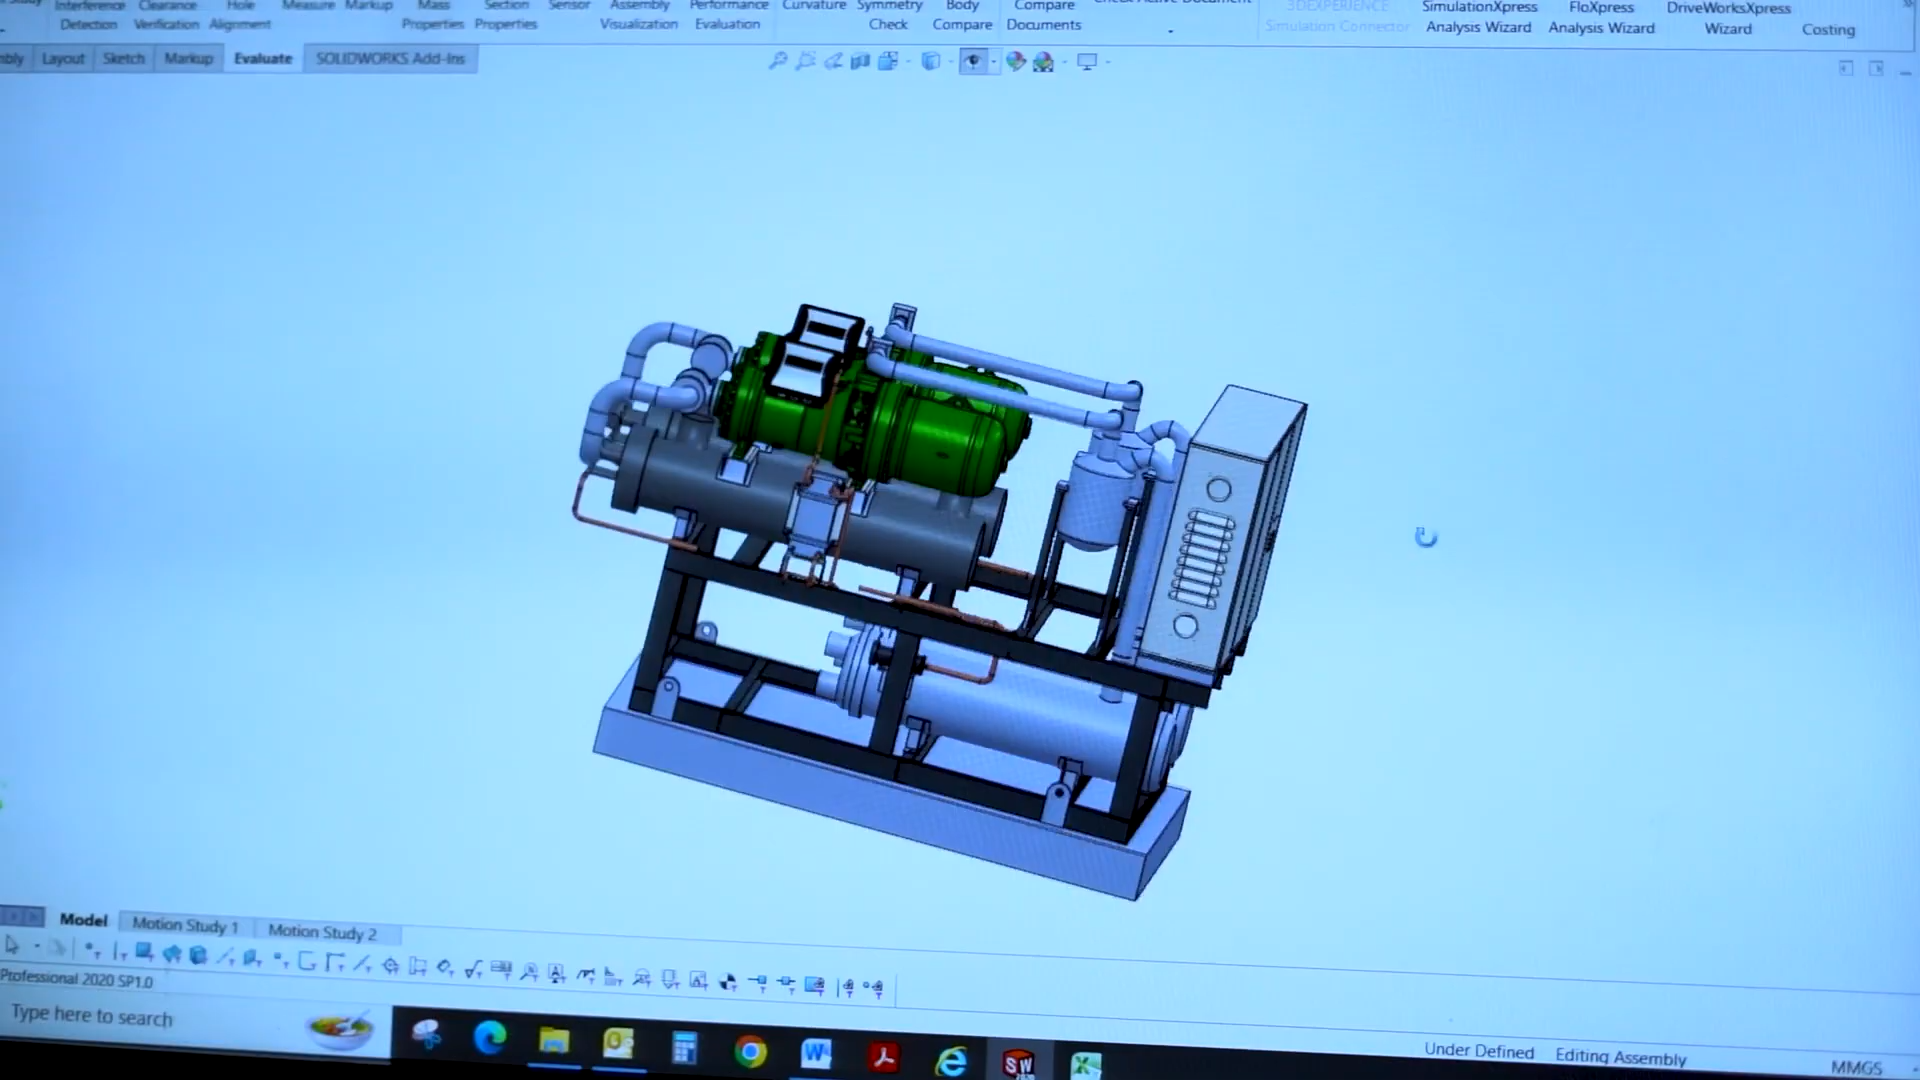 Interference Clearance Hole Measure Markup Mass Section Sensor Assembly Performance Curvature Symmetry Body Compare
3DEXPERIENCE SimulationXpress FloXpress DriveWorksXpress
Detection Verification Alignment Properties Properties Visualization Evaluation Check Compare Documents
Simulation Connector Analysis Wizard Analysis Wizard Wizard Costing
Layout Sketch Markup Evaluate SOLIDWORKS Add-Ins
Model Motion Study 1 Motion Study 2
Professional 2020 SP1.0
Type here to search
Under Defined Editing Assembly MMGS